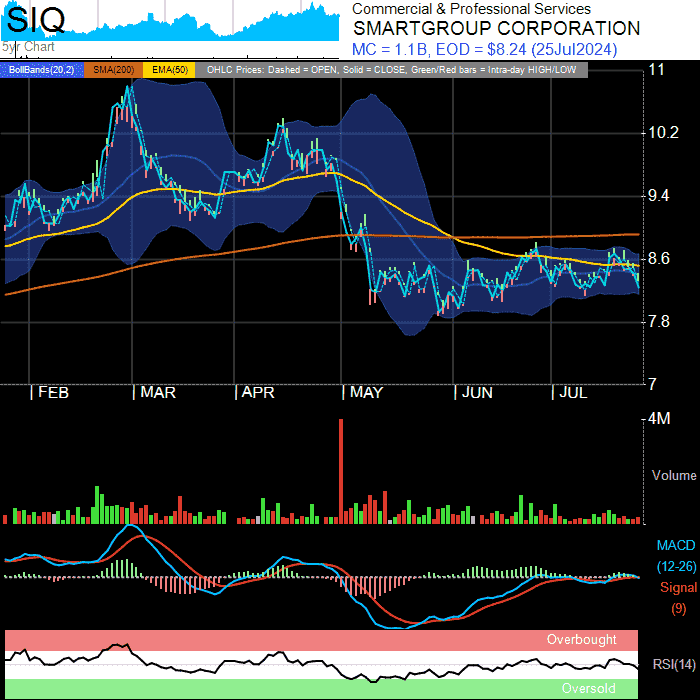 SIQ
5yr Chart
Commercial & Professional Services
SMARTGROUP CORPORATION
MC = 1.1B, EOD = $8.24 (25Jul2024)
BollBands(20,2) SMA(200) EMA(50) OHLC Prices: Dashed = OPEN, Solid = CLOSE, Green/Red bars = Intra-day HIGH/LOW
11
10.2
9.4
8.6
7.8
7
FEB MAR APR MAY JUN JUL
4M
Volume
MACD
(12-26)
Signal
(9)
Overbought
RSI(14)
Oversold